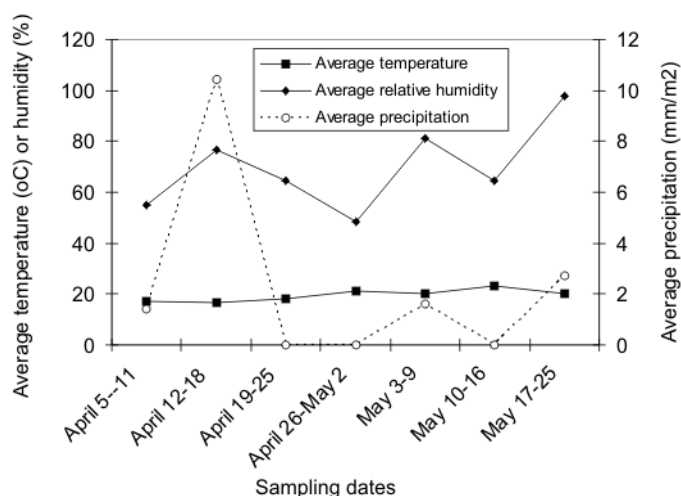 Average temperature (oC) or humidity (%)
120
100
80
60
40
20
0
Average temperature
Average relative humidity
Average precipitation
12
10
8
6
4
2
0
Average precipitation (mm/m2)
April 5--11
April 12-18
April 19-25
April 26-May 2
May 3-9
May 10-16
May 17-25
Sampling dates